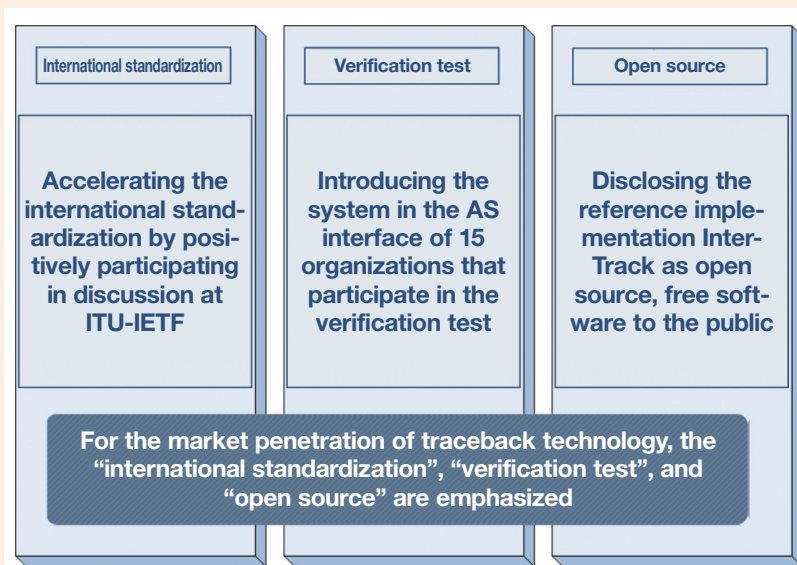 International standardization
Verification test
Open source
Accelerating the
international stand-
ardization by posi-
tively participating
in discussion at
ITU-IETF
Introducing the
system in the AS
interface of 15
organizations that
participate in the
verification test
Disclosing the
reference imple-
mentation Inter-
Track as open
source, free soft-
ware to the public
For the market penetration of traceback technology, the
“international standardization”, “verification test”, and
“open source” are emphasized